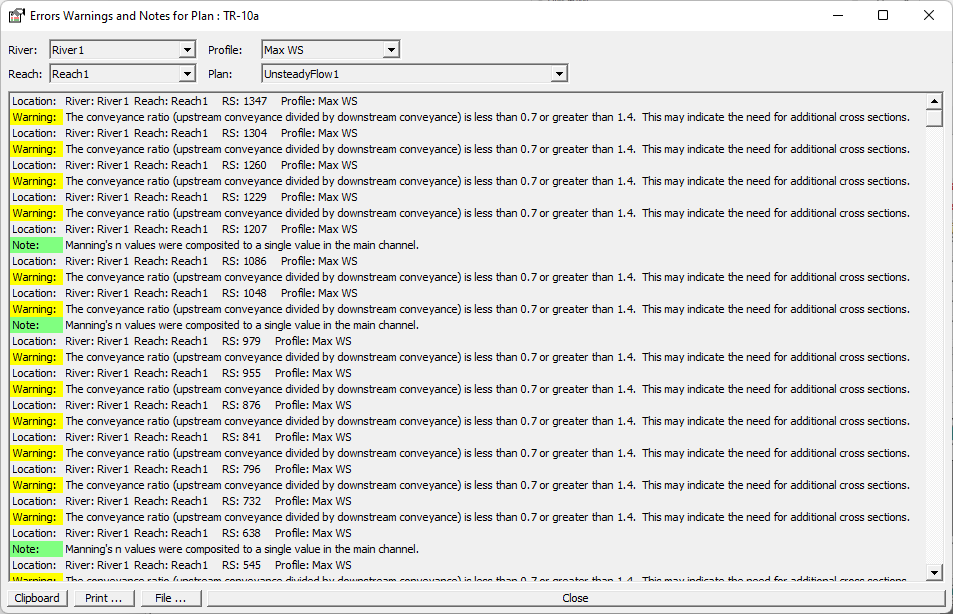 Errors Warnings and Notes for Plan : TR-10a
River: River1 Profile: Max WS
Reach: Reach1 Plan: UnsteadyFlow1
Location: River: River1 Reach: Reach1 RS: 1347 Profile: Max WS
Warning: The conveyance ratio (upstream conveyance divided by downstream conveyance) is less than 0.7 or greater than 1.4. This may indicate the need for additional cross sections.
Location: River: River1 Reach: Reach1 RS: 1304 Profile: Max WS
Warning: The conveyance ratio (upstream conveyance divided by downstream conveyance) is less than 0.7 or greater than 1.4. This may indicate the need for additional cross sections.
Location: River: River1 Reach: Reach1 RS: 1260 Profile: Max WS
Warning: The conveyance ratio (upstream conveyance divided by downstream conveyance) is less than 0.7 or greater than 1.4. This may indicate the need for additional cross sections.
Location: River: River1 Reach: Reach1 RS: 1229 Profile: Max WS
Warning: The conveyance ratio (upstream conveyance divided by downstream conveyance) is less than 0.7 or greater than 1.4. This may indicate the need for additional cross sections.
Location: River: River1 Reach: Reach1 RS: 1207 Profile: Max WS
Note: Manning's n values were composited to a single value in the main channel.
Location: River: River1 Reach: Reach1 RS: 1086 Profile: Max WS
Warning: The conveyance ratio (upstream conveyance divided by downstream conveyance) is less than 0.7 or greater than 1.4. This may indicate the need for additional cross sections.
Location: River: River1 Reach: Reach1 RS: 1048 Profile: Max WS
Warning: The conveyance ratio (upstream conveyance divided by downstream conveyance) is less than 0.7 or greater than 1.4. This may indicate the need for additional cross sections.
Note: Manning's n values were composited to a single value in the main channel.
Location: River: River1 Reach: Reach1 RS: 979 Profile: Max WS
Warning: The conveyance ratio (upstream conveyance divided by downstream conveyance) is less than 0.7 or greater than 1.4. This may indicate the need for additional cross sections.
Location: River: River1 Reach: Reach1 RS: 955 Profile: Max WS
Warning: The conveyance ratio (upstream conveyance divided by downstream conveyance) is less than 0.7 or greater than 1.4. This may indicate the need for additional cross sections.
Location: River: River1 Reach: Reach1 RS: 876 Profile: Max WS
Warning: The conveyance ratio (upstream conveyance divided by downstream conveyance) is less than 0.7 or greater than 1.4. This may indicate the need for additional cross sections.
Location: River: River1 Reach: Reach1 RS: 841 Profile: Max WS
Warning: The conveyance ratio (upstream conveyance divided by downstream conveyance) is less than 0.7 or greater than 1.4. This may indicate the need for additional cross sections.
Location: River: River1 Reach: Reach1 RS: 796 Profile: Max WS
Warning: The conveyance ratio (upstream conveyance divided by downstream conveyance) is less than 0.7 or greater than 1.4. This may indicate the need for additional cross sections.
Location: River: River1 Reach: Reach1 RS: 732 Profile: Max WS
Warning: The conveyance ratio (upstream conveyance divided by downstream conveyance) is less than 0.7 or greater than 1.4. This may indicate the need for additional cross sections.
Location: River: River1 Reach: Reach1 RS: 638 Profile: Max WS
Note: Manning's n values were composited to a single value in the main channel.
Location: River: River1 Reach: Reach1 RS: 545 Profile: Max WS
Warning: The conveyance ratio (upstream conveyance divided by downstream conveyance) is less than 0.7 or greater than 1.4. This may indicate the need for additional cross sections.
Clipboard Print ... File ... Close